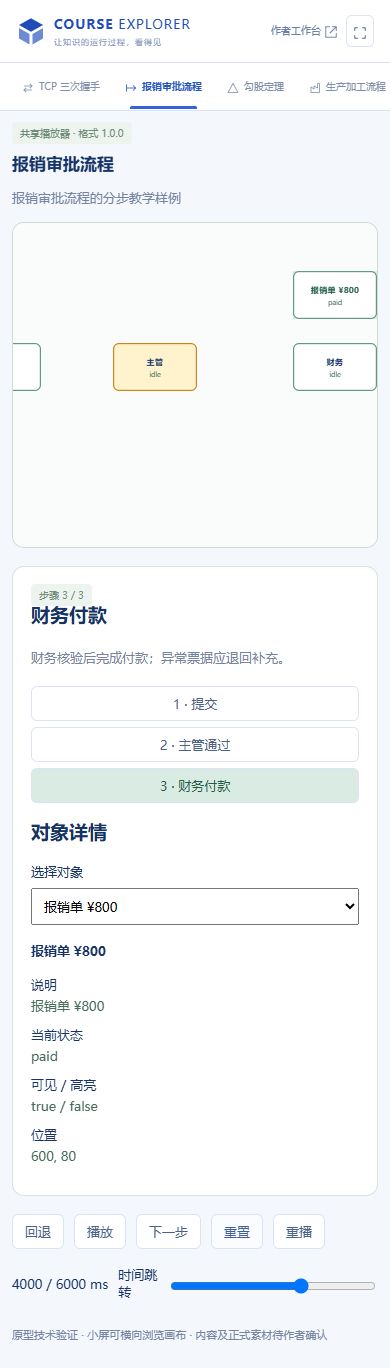 COURSE EXPLORER
让知识的运行过程，看得见
作者工作台
TCP 三次握手
报销审批流程
勾股定理
生产加工流程
共享播放器 · 格式 1.0.0
报销审批流程
报销审批流程的分步教学样例
报销单 ¥800
paid
主管
idle
财务
idle
步骤 3 / 3
财务付款
财务核验后完成付款；异常票据应退回补充。
1 · 提交
2 · 主管通过
3 · 财务付款
对象详情
选择对象
报销单 ¥800
报销单 ¥800
说明
报销单 ¥800
当前状态
paid
可见 / 高亮
true / false
位置
600, 80
回退
播放
下一步
重置
重播
4000 / 6000 ms
时间跳
转
原型技术验证 · 小屏可横向浏览画布 · 内容及正式素材待作者确认